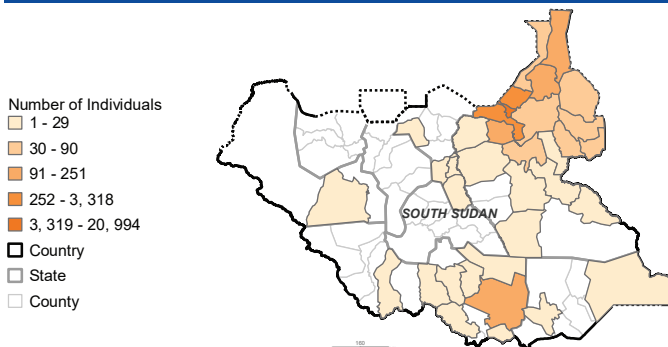 Number of Individuals
1 - 29
30 - 90
91 - 251
252 - 3, 318
3, 319 - 20, 994
Country
State
County
SOUTH SUDAN
160